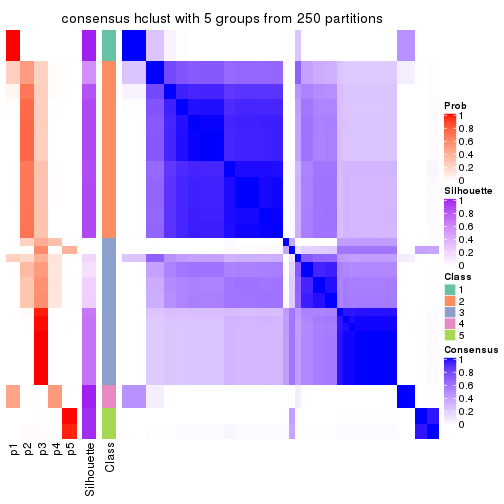 consensus hclust with 5 groups from 250 partitions
Prob
1
0.8
0.6
0.4
0.2
0
Silhouette
1
0.8
0.6
0.4
0.2
0
Class
1
2
3
4
5
Consensus
1
0.8
0.6
0.4
0.2
0
p1
p2
p3
p4
p5
Silhouette
Class